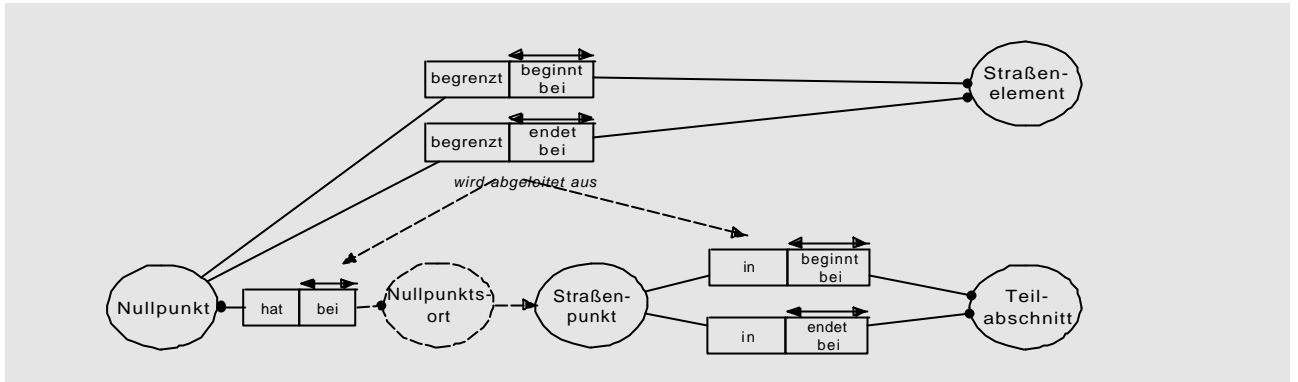 begrenzt
beginnt
bei
Straßen-
element
begrenzt
endet
bei
wird abgeleitet aus
in
beginnt
bei
Nullpunkt
hat
bei
Nullpunkts-
ort
Straßen-
punkt
Teil-
abschnitt
in
endet
bei